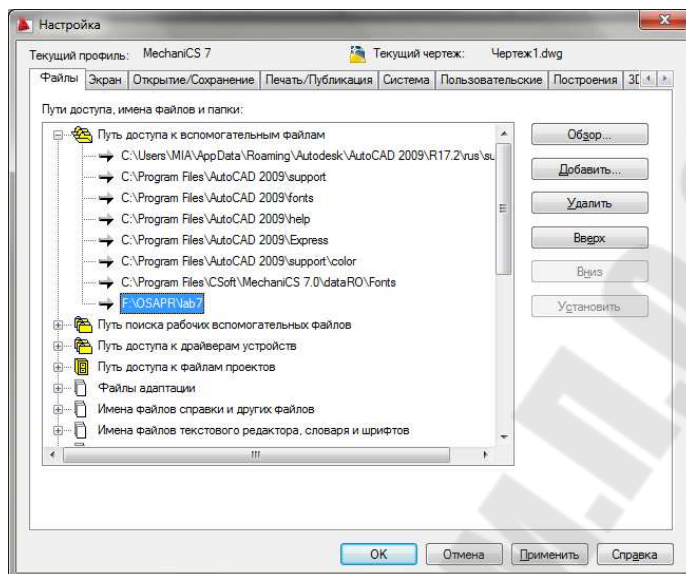 Настройка
Текущий профиль: MechaniCS 7 Текущий чертеж: Чертеж1.dwg
Файлы Экран Открытие/Сохранение Печать/Публикация Система Пользовательские Построения
Пути доступа, имена файлов и папки:
Путь доступа к вспомогательным файлам
C:\Users\MIA\AppData\Roaming\Autodesk\AutoCAD 2009\R17.2\rus\su
C:\Program Files\AutoCAD 2009\support
C:\Program Files\AutoCAD 2009\fonts
C:\Program Files\AutoCAD 2009\help
C:\Program Files\AutoCAD 2009\Express
C:\Program Files\AutoCAD 2009\support\color
C:\Program Files\CSoft\MechaniCS 7.0\dataRO\Fonts
F:\OSAPR\lab7
Путь поиска рабочих вспомогательных файлов
Путь доступа к драйверам устройств
Путь доступа к файлам проектов
Файлы адаптации
Имена файлов справки и других файлов
Имена файлов текстового редактора, словаря и шрифтов
Обзор...
Добавить...
Удалить
Вверх
Вниз
Установить
OK Отмена Применить Справка